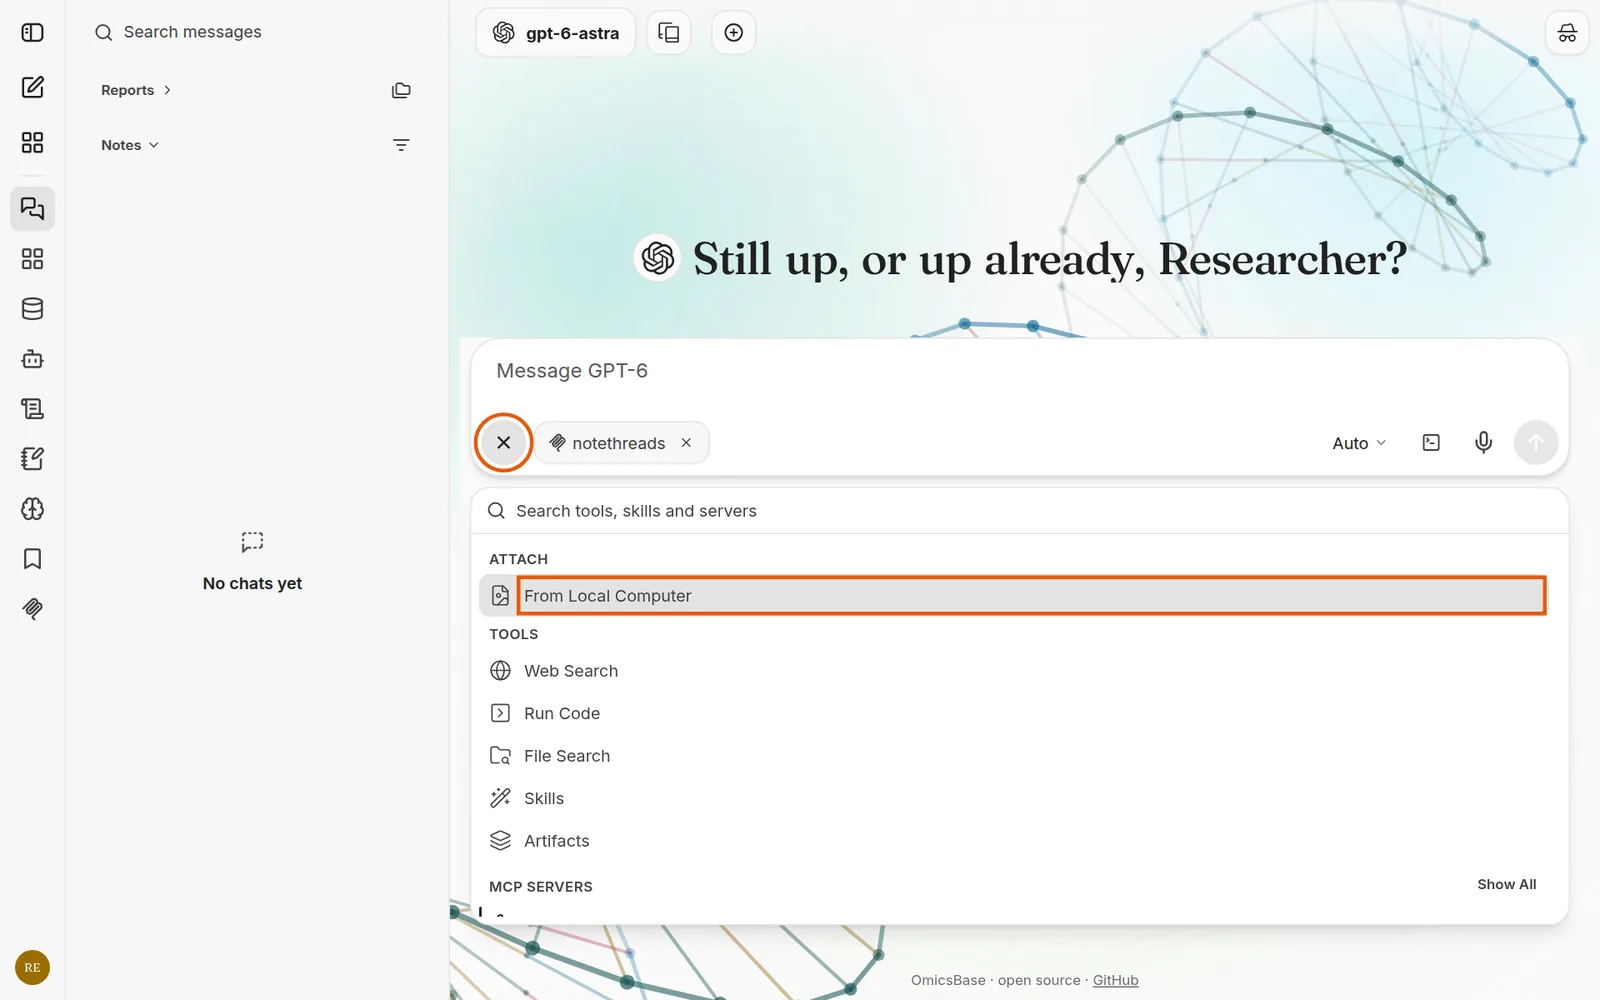 Search messages
Reports
Notes
No chats yet
RE
gpt-6-astra
Still up, or up already, Researcher?
Message GPT-6
notethreads
Auto
Search tools, skills and servers
ATTACH
From Local Computer
TOOLS
Web Search
Run Code
File Search
Skills
Artifacts
MCP SERVERS
Show All
OmicsBase · open source · GitHub